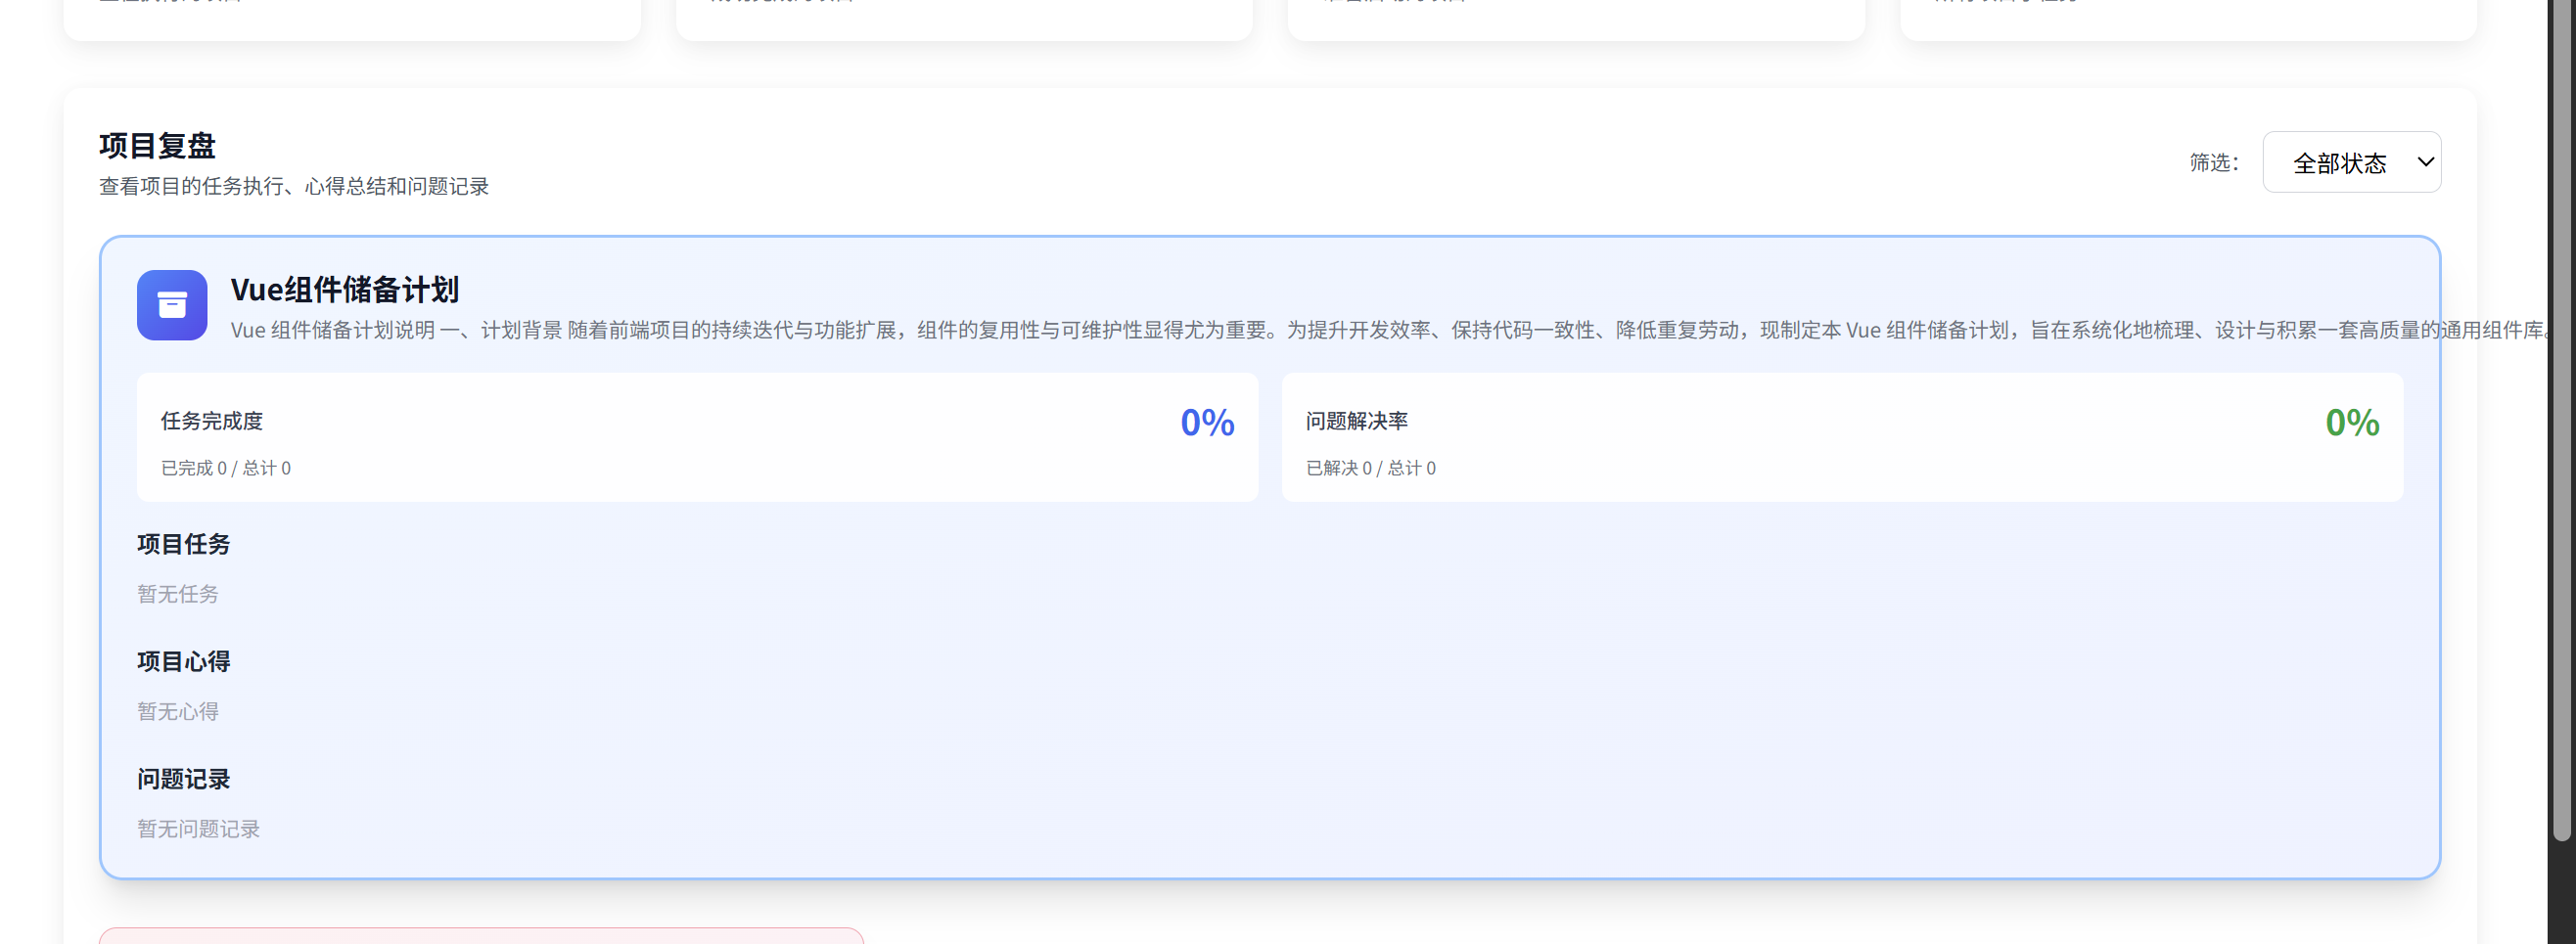 项目复盘
查看项目的任务执行、心得总结和问题记录
筛选：
全部状态
Vue组件储备计划
Vue 组件储备计划说明 一、计划背景 随着前端项目的持续迭代与功能扩展，组件的复用性与可维护性显得尤为重要。为提升开发效率、保持代码一致性、降低重复劳动，现制定本 Vue 组件储备计划，旨在系统化地梳理、设计与积累一套高质量的通用组件库。
任务完成度
0%
已完成 0 / 总计 0
问题解决率
0%
已解决 0 / 总计 0
项目任务
暂无任务
项目心得
暂无心得
问题记录
暂无问题记录